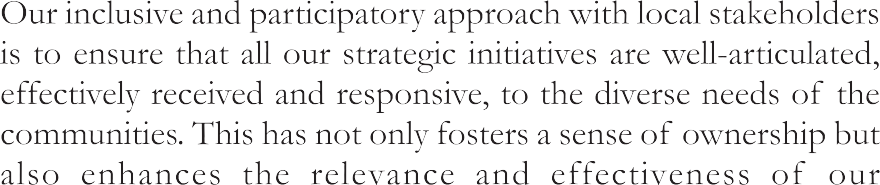 Our inclusive and participatory approach with local stakeholders
is to ensure that all our strategic initiatives are well-articulated,
effectively received and responsive, to the diverse needs of the
communities. This has not only fosters a sense of ownership but
also enhances the relevance and effectiveness of our